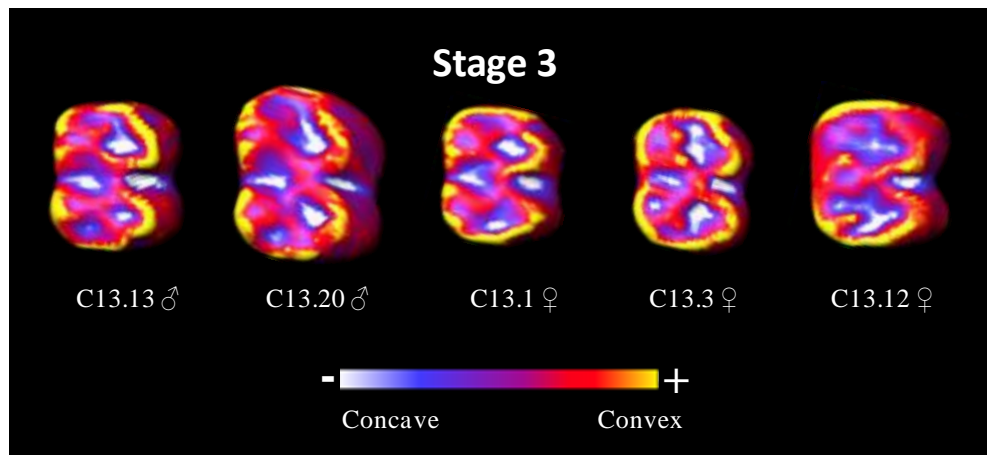 Stage 3
C13.13 ♂ C13.20 ♂ C13.1 ♀ C13.3 ♀ C13.12 ♀
- +
Concave Convex